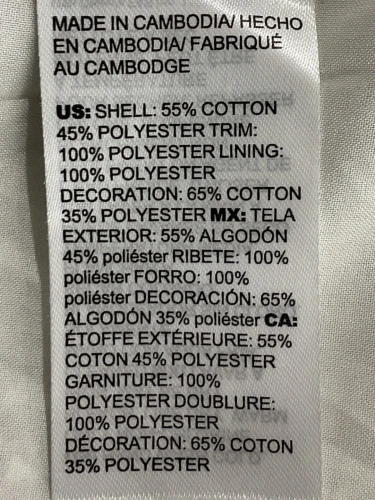 MADE IN CAMBODIA/ HECHO
EN CAMBODIA/ FABRIQUÉ
AU CAMBODGE
US: SHELL: 55% COTTON
45% POLYESTER TRIM:
100% POLYESTER LINING:
100% POLYESTER
DECORATION: 65% COTTON
35% POLYESTER MX: TELA
EXTERIOR: 55% ALGODÓN
45% poliéster RIBETE: 100%
poliéster FORRO: 100%
poliéster DECORACIÓN: 65%
ALGODÓN 35% poliéster CA:
ÉTOFFE EXTÉRIEURE: 55%
COTON 45% POLYESTER
GARNITURE: 100%
POLYESTER DOUBLURE:
100% POLYESTER
DÉCORATION: 65% COTON
35% POLYESTER